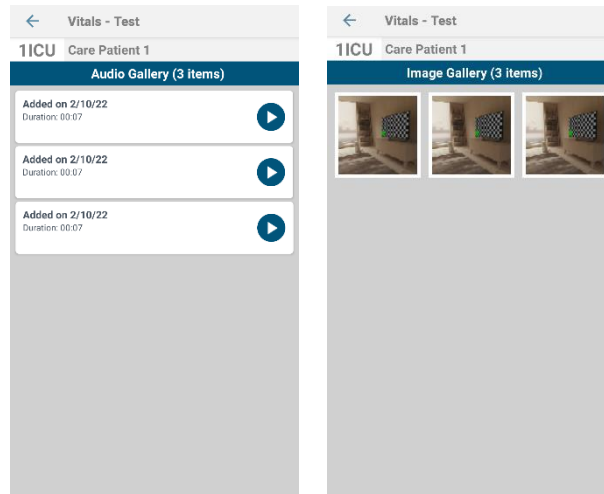 Vitals - Test
1ICU Care Patient 1
Audio Gallery (3 items)
Added on 2/10/22
Duration: 00:07
Added on 2/10/22
Duration: 00:07
Added on 2/10/22
Duration: 00:07
Vitals - Test
1ICU Care Patient 1
Image Gallery (3 items)